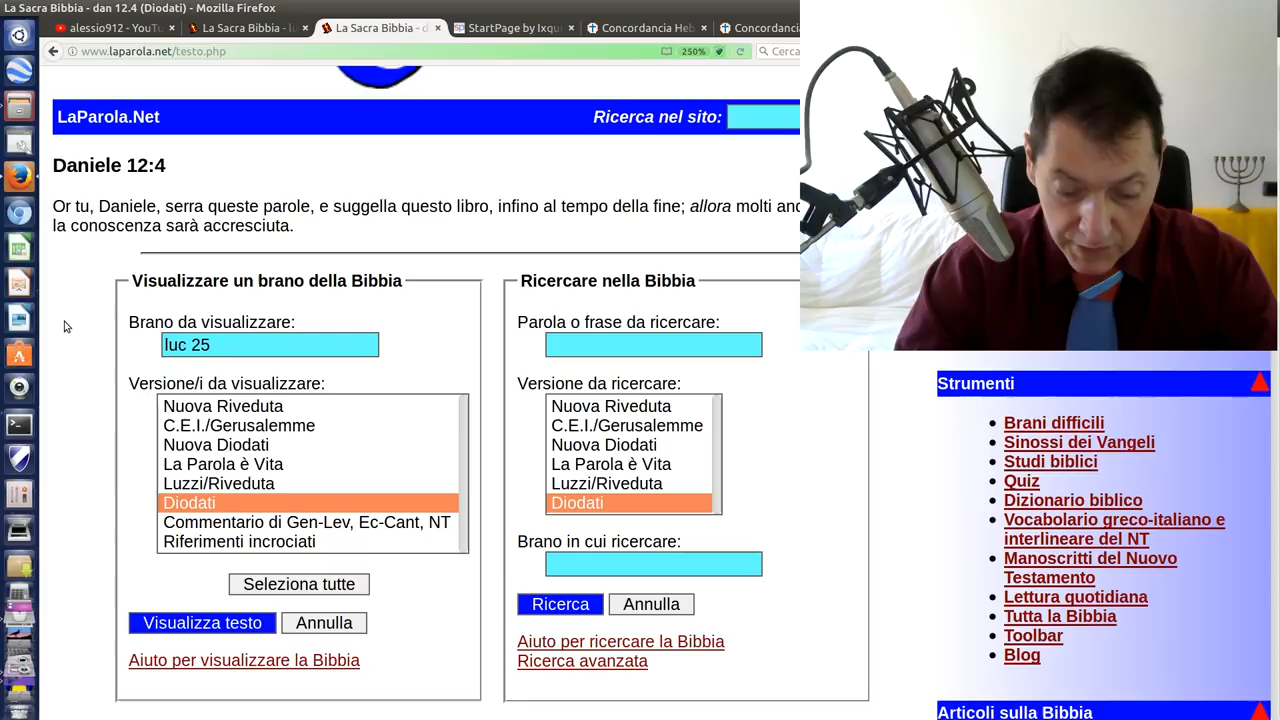 La Sacra Bibbia - dan 12.4 (Diodati) - Mozilla Firefox
alessio912 - YouTu
La Sacra Bibbia - lu
La Sacra Bibbia - d
StartPage by Ixqui
Concordancia Heb
Concordanc
www.laparola.net/testo.php
250%
Cerca
LaParola.Net
Ricerca nel sito:
Daniele 12:4
Or tu, Daniele, serra queste parole, e suggella questo libro, infino al tempo della fine; allora molti
la conoscenza sarà accresciuta.
Visualizzare un brano della Bibbia
Brano da visualizzare:
luc 25
Versione/i da visualizzare:
Nuova Riveduta
C.E.I./Gerusalemme
Nuova Diodati
La Parola è Vita
Luzzi/Riveduta
Diodati
Commentario di Gen-Lev, Ec-Cant, NT
Riferimenti incrociati
Seleziona tutte
Visualizza testo
Annulla
Aiuto per visualizzare la Bibbia
Ricercare nella Bibbia
Parola o frase da ricercare:
Versione da ricercare:
Nuova Riveduta
C.E.I./Gerusalemme
Nuova Diodati
La Parola è Vita
Luzzi/Riveduta
Diodati
Brano in cui ricercare:
Ricerca
Annulla
Aiuto per ricercare la Bibbia
Ricerca avanzata
Strumenti
Brani difficili
Sinossi dei Vangeli
Studi biblici
Quiz
Dizionario biblico
Vocabolario greco-italiano e
interlineare del NT
Manoscritti del Nuovo
Testamento
Lettura quotidiana
Tutta la Bibbia
Toolbar
Blog
Articoli sulla Bibbia